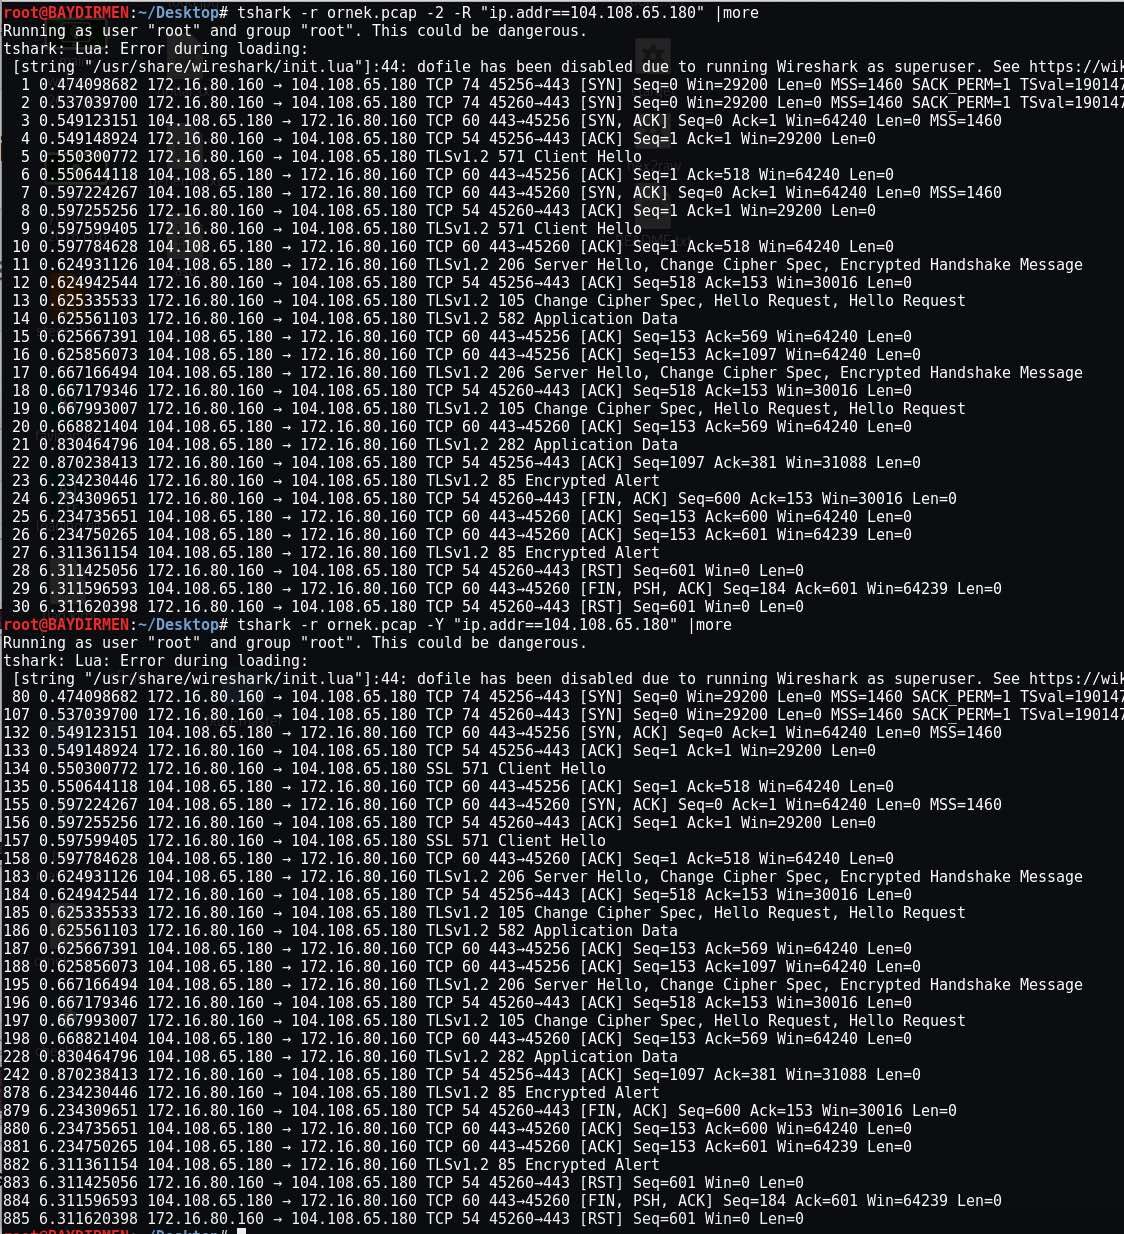 root@BAYDIRMEN:~/Desktop# tshark -r ornek.pcap -2 -R "ip.addr==104.108.65.180" |more
Running as user "root" and group "root". This could be dangerous.
tshark: Lua: Error during loading:
 [string "/usr/share/wireshark/init.lua"]:44: dofile has been disabled due to running Wireshark as superuser. See https://wik
1 0.474098682 172.16.80.160 → 104.108.65.180 TCP 74 45256→443 [SYN] Seq=0 Win=29200 Len=0 MSS=1460 SACK_PERM=1 TSval=190147
2 0.537039700 172.16.80.160 → 104.108.65.180 TCP 74 45260→443 [SYN] Seq=0 Win=29200 Len=0 MSS=1460 SACK_PERM=1 TSval=190147
3 0.549123151 104.108.65.180 → 172.16.80.160 TCP 60 443→45256 [SYN, ACK] Seq=0 Ack=1 Win=64240 Len=0 MSS=1460
4 0.549148924 172.16.80.160 → 104.108.65.180 TCP 54 45256→443 [ACK] Seq=1 Ack=1 Win=29200 Len=0
5 0.550300772 172.16.80.160 → 104.108.65.180 TLSv1.2 571 Client Hello
6 0.550644118 104.108.65.180 → 172.16.80.160 TCP 60 443→45256 [ACK] Seq=1 Ack=518 Win=64240 Len=0
7 0.597224267 104.108.65.180 → 172.16.80.160 TCP 60 443→45260 [SYN, ACK] Seq=0 Ack=1 Win=64240 Len=0 MSS=1460
8 0.597255256 172.16.80.160 → 104.108.65.180 TCP 54 45260→443 [ACK] Seq=1 Ack=1 Win=29200 Len=0
9 0.597599405 172.16.80.160 → 104.108.65.180 TLSv1.2 571 Client Hello
10 0.597784628 104.108.65.180 → 172.16.80.160 TCP 60 443→45260 [ACK] Seq=1 Ack=518 Win=64240 Len=0
11 0.624931126 104.108.65.180 → 172.16.80.160 TLSv1.2 206 Server Hello, Change Cipher Spec, Encrypted Handshake Message
12 0.624942544 172.16.80.160 → 104.108.65.180 TCP 54 45256→443 [ACK] Seq=518 Ack=153 Win=30016 Len=0
13 0.625335533 172.16.80.160 → 104.108.65.180 TLSv1.2 105 Change Cipher Spec, Hello Request, Hello Request
14 0.625561103 172.16.80.160 → 104.108.65.180 TLSv1.2 582 Application Data
15 0.625667391 104.108.65.180 → 172.16.80.160 TCP 60 443→45256 [ACK] Seq=153 Ack=569 Win=64240 Len=0
16 0.625856073 104.108.65.180 → 172.16.80.160 TCP 60 443→45256 [ACK] Seq=153 Ack=1097 Win=64240 Len=0
17 0.667166494 104.108.65.180 → 172.16.80.160 TLSv1.2 206 Server Hello, Change Cipher Spec, Encrypted Handshake Message
18 0.667179346 172.16.80.160 → 104.108.65.180 TCP 54 45260→443 [ACK] Seq=518 Ack=153 Win=30016 Len=0
19 0.667993007 172.16.80.160 → 104.108.65.180 TLSv1.2 105 Change Cipher Spec, Hello Request, Hello Request
20 0.668821404 104.108.65.180 → 172.16.80.160 TCP 60 443→45260 [ACK] Seq=153 Ack=569 Win=64240 Len=0
21 0.830464796 104.108.65.180 → 172.16.80.160 TLSv1.2 282 Application Data
22 0.870238413 172.16.80.160 → 104.108.65.180 TCP 54 45256→443 [ACK] Seq=1097 Ack=381 Win=31088 Len=0
23 6.234230446 172.16.80.160 → 104.108.65.180 TLSv1.2 85 Encrypted Alert
24 6.234309651 172.16.80.160 → 104.108.65.180 TCP 54 45260→443 [FIN, ACK] Seq=600 Ack=153 Win=30016 Len=0
25 6.234735651 104.108.65.180 → 172.16.80.160 TCP 60 443→45260 [ACK] Seq=153 Ack=600 Win=64240 Len=0
26 6.234750265 104.108.65.180 → 172.16.80.160 TCP 60 443→45260 [ACK] Seq=153 Ack=601 Win=64239 Len=0
27 6.311361154 104.108.65.180 → 172.16.80.160 TLSv1.2 85 Encrypted Alert
28 6.311425056 172.16.80.160 → 104.108.65.180 TCP 54 45260→443 [RST] Seq=601 Win=0 Len=0
29 6.311596593 104.108.65.180 → 172.16.80.160 TCP 60 443→45260 [FIN, PSH, ACK] Seq=184 Ack=601 Win=64239 Len=0
30 6.311620398 172.16.80.160 → 104.108.65.180 TCP 54 45260→443 [RST] Seq=601 Win=0 Len=0
root@BAYDIRMEN:~/Desktop# tshark -r ornek.pcap -Y "ip.addr==104.108.65.180" |more
Running as user "root" and group "root". This could be dangerous.
tshark: Lua: Error during loading:
 [string "/usr/share/wireshark/init.lua"]:44: dofile has been disabled due to running Wireshark as superuser. See https://wik
80 0.474098682 172.16.80.160 → 104.108.65.180 TCP 74 45256→443 [SYN] Seq=0 Win=29200 Len=0 MSS=1460 SACK_PERM=1 TSval=190147
107 0.537039700 172.16.80.160 → 104.108.65.180 TCP 74 45260→443 [SYN] Seq=0 Win=29200 Len=0 MSS=1460 SACK_PERM=1 TSval=190147
132 0.549123151 104.108.65.180 → 172.16.80.160 TCP 60 443→45256 [SYN, ACK] Seq=0 Ack=1 Win=64240 Len=0 MSS=1460
133 0.549148924 172.16.80.160 → 104.108.65.180 TCP 54 45256→443 [ACK] Seq=1 Ack=1 Win=29200 Len=0
134 0.550300772 172.16.80.160 → 104.108.65.180 SSL 571 Client Hello
135 0.550644118 104.108.65.180 → 172.16.80.160 TCP 60 443→45256 [ACK] Seq=1 Ack=518 Win=64240 Len=0
155 0.597224267 104.108.65.180 → 172.16.80.160 TCP 60 443→45260 [SYN, ACK] Seq=0 Ack=1 Win=64240 Len=0 MSS=1460
156 0.597255256 172.16.80.160 → 104.108.65.180 TCP 54 45260→443 [ACK] Seq=1 Ack=1 Win=29200 Len=0
157 0.597599405 172.16.80.160 → 104.108.65.180 SSL 571 Client Hello
158 0.597784628 104.108.65.180 → 172.16.80.160 TCP 60 443→45260 [ACK] Seq=1 Ack=518 Win=64240 Len=0
183 0.624931126 104.108.65.180 → 172.16.80.160 TLSv1.2 206 Server Hello, Change Cipher Spec, Encrypted Handshake Message
184 0.624942544 172.16.80.160 → 104.108.65.180 TCP 54 45256→443 [ACK] Seq=518 Ack=153 Win=30016 Len=0
185 0.625335533 172.16.80.160 → 104.108.65.180 TLSv1.2 105 Change Cipher Spec, Hello Request, Hello Request
186 0.625561103 172.16.80.160 → 104.108.65.180 TLSv1.2 582 Application Data
187 0.625667391 104.108.65.180 → 172.16.80.160 TCP 60 443→45256 [ACK] Seq=153 Ack=569 Win=64240 Len=0
188 0.625856073 104.108.65.180 → 172.16.80.160 TCP 60 443→45256 [ACK] Seq=153 Ack=1097 Win=64240 Len=0
195 0.667166494 104.108.65.180 → 172.16.80.160 TLSv1.2 206 Server Hello, Change Cipher Spec, Encrypted Handshake Message
196 0.667179346 172.16.80.160 → 104.108.65.180 TCP 54 45260→443 [ACK] Seq=518 Ack=153 Win=30016 Len=0
197 0.667993007 172.16.80.160 → 104.108.65.180 TLSv1.2 105 Change Cipher Spec, Hello Request, Hello Request
198 0.668821404 104.108.65.180 → 172.16.80.160 TCP 60 443→45260 [ACK] Seq=153 Ack=569 Win=64240 Len=0
228 0.830464796 104.108.65.180 → 172.16.80.160 TLSv1.2 282 Application Data
242 0.870238413 172.16.80.160 → 104.108.65.180 TCP 54 45256→443 [ACK] Seq=1097 Ack=381 Win=31088 Len=0
878 6.234230446 172.16.80.160 → 104.108.65.180 TLSv1.2 85 Encrypted Alert
879 6.234309651 172.16.80.160 → 104.108.65.180 TCP 54 45260→443 [FIN, ACK] Seq=600 Ack=153 Win=30016 Len=0
880 6.234735651 104.108.65.180 → 172.16.80.160 TCP 60 443→45260 [ACK] Seq=153 Ack=600 Win=64240 Len=0
881 6.234750265 104.108.65.180 → 172.16.80.160 TCP 60 443→45260 [ACK] Seq=153 Ack=601 Win=64239 Len=0
882 6.311361154 104.108.65.180 → 172.16.80.160 TLSv1.2 85 Encrypted Alert
883 6.311425056 172.16.80.160 → 104.108.65.180 TCP 54 45260→443 [RST] Seq=601 Win=0 Len=0
884 6.311596593 104.108.65.180 → 172.16.80.160 TCP 60 443→45260 [FIN, PSH, ACK] Seq=184 Ack=601 Win=64239 Len=0
885 6.311620398 172.16.80.160 → 104.108.65.180 TCP 54 45260→443 [RST] Seq=601 Win=0 Len=0
root@BAYDIRMEN:~/Desktop#